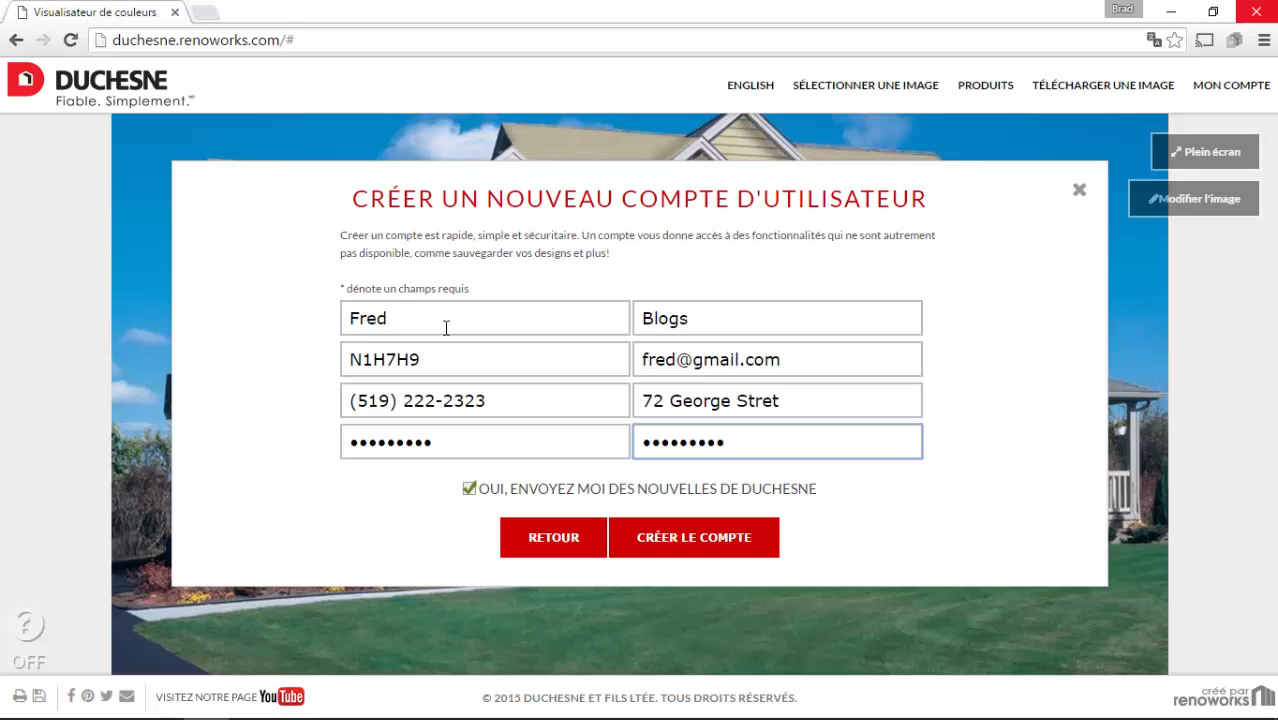 Visualisateur de couleurs
Brad
duchesne.renoworks.com/#
DUCHESNE
Fiable. Simplement.
ENGLISH SÉLECTIONNER UNE IMAGE PRODUITS TÉLÉCHARGER UNE IMAGE MON COMPTE
Plein écran
Modifier l'image
CRÉER UN NOUVEAU COMPTE D'UTILISATEUR
Créer un compte est rapide, simple et sécuritaire. Un compte vous donne accès à des fonctionnalités qui ne sont autrement
pas disponible, comme sauvegarder vos designs et plus!
* dénote un champs requis
Fred Blogs
N1H7H9 fred@gmail.com
(519) 222-2323 72 George Stret
••••••••• •••••••••
OUI, ENVOYEZ MOI DES NOUVELLES DE DUCHESNE
RETOUR CRÉER LE COMPTE
?
OFF
VISITEZ NOTRE PAGE YouTube
© 2015 DUCHESNE ET FILS LTÉE. TOUS DROITS RÉSERVÉS.
créé par
renoworks